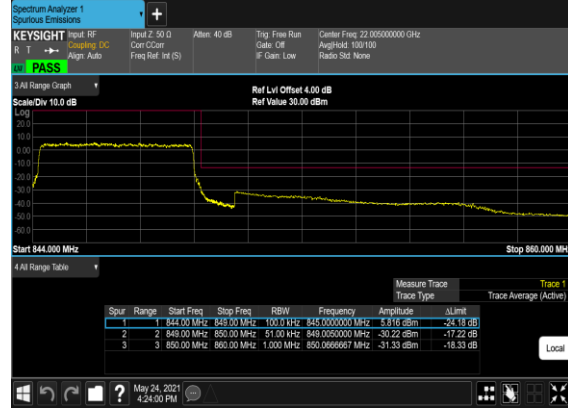 Spectrum Analyzer 1
Spurious Emissions
KEYSIGHT Input: RF Input Z: 50 Ω Atten: 40 dB Trig: Free Run Center Freq: 22.005000000 GHz
R T Coupling: DC Corr CCorr Gate: Off Avg|Hold: 100/100
Align: Auto Freq Ref: Int (S) IF Gain: Low Radio Std: None
PASS
3 All Range Graph
Ref Lvl Offset 4.00 dB
Scale/Div 10.0 dB Ref Value 30.00 dBm
Log
20.0
10.0
0.00
-10.0
-20.0
-30.0
-40.0
-50.0
-60.0
Start 844.000 MHz Stop 860.000 MH
4 All Range Table
Measure Trace Trace 1
Trace Type Trace Average (Active)
Spur Range Start Freq Stop Freq RBW Frequency Amplitude ΔLimit
1 1 844.00 MHz 849.00 MHz 100.0 kHz 845.0000000 MHz 5.816 dBm -24.18 dB
2 2 849.00 MHz 850.00 MHz 51.00 kHz 849.0050000 MHz -30.22 dBm -17.22 dB
3 3 850.00 MHz 860.00 MHz 1.000 MHz 850.0666667 MHz -31.33 dBm -18.33 dB
Local
? May 24, 2021
4:24:00 PM